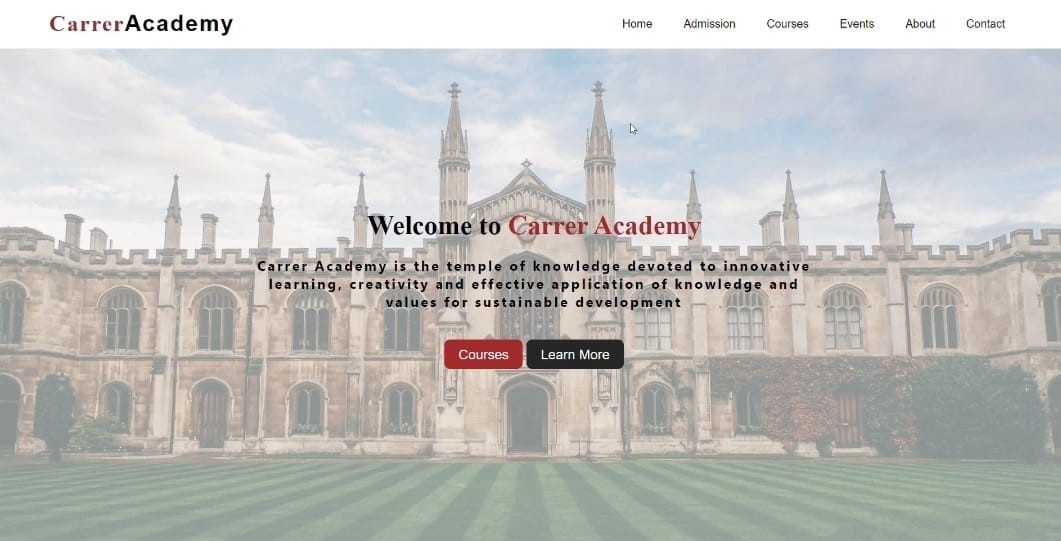 CarrerAcademy
Home Admission Courses Events About Contact
Welcome to Carrer Academy
Carrer Academy is the temple of knowledge devoted to innovative
learning, creativity and effective application of knowledge and
values for sustainable development
Courses Learn More